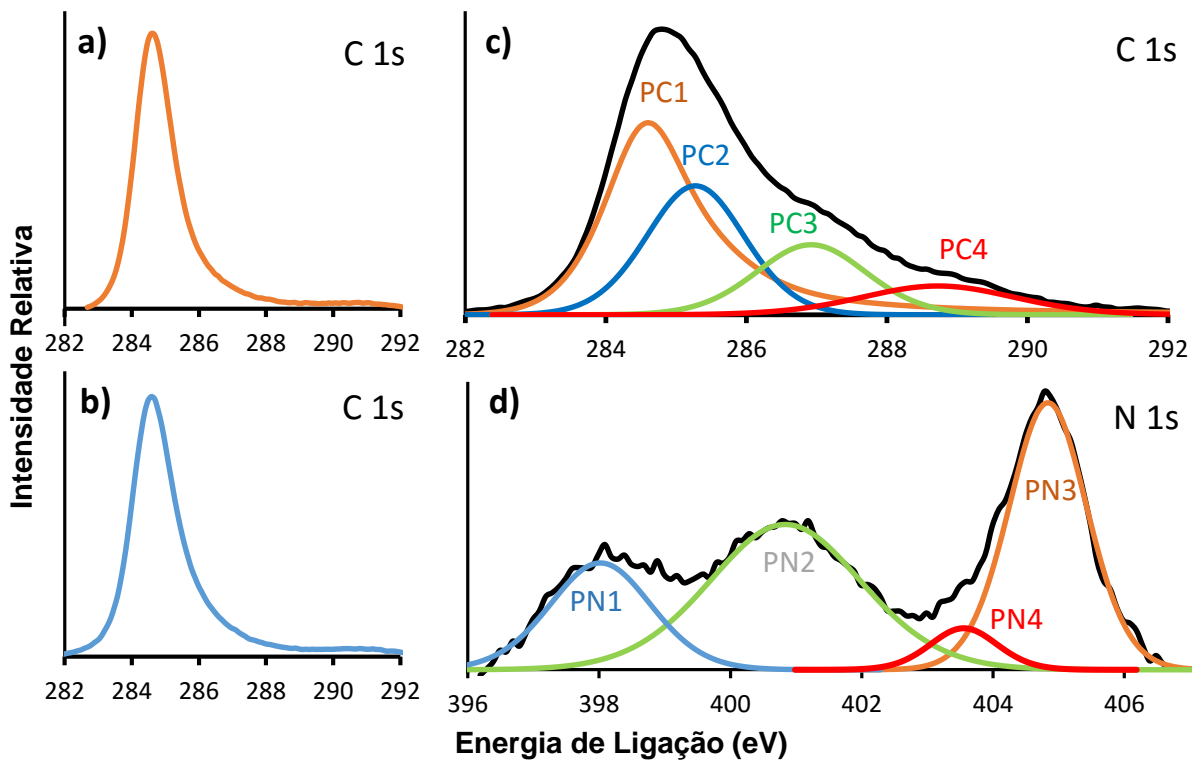 a)
C 1s
282 284 286 288 290 292
b)
C 1s
282 284 286 288 290 292
c)
C 1s
PC1
PC2
PC3
PC4
282 284 286 288 290 292
d)
N 1s
PN1
PN2
PN3
PN4
396 398 400 402 404 406
Intensidade Relativa
Energia de Ligação (eV)